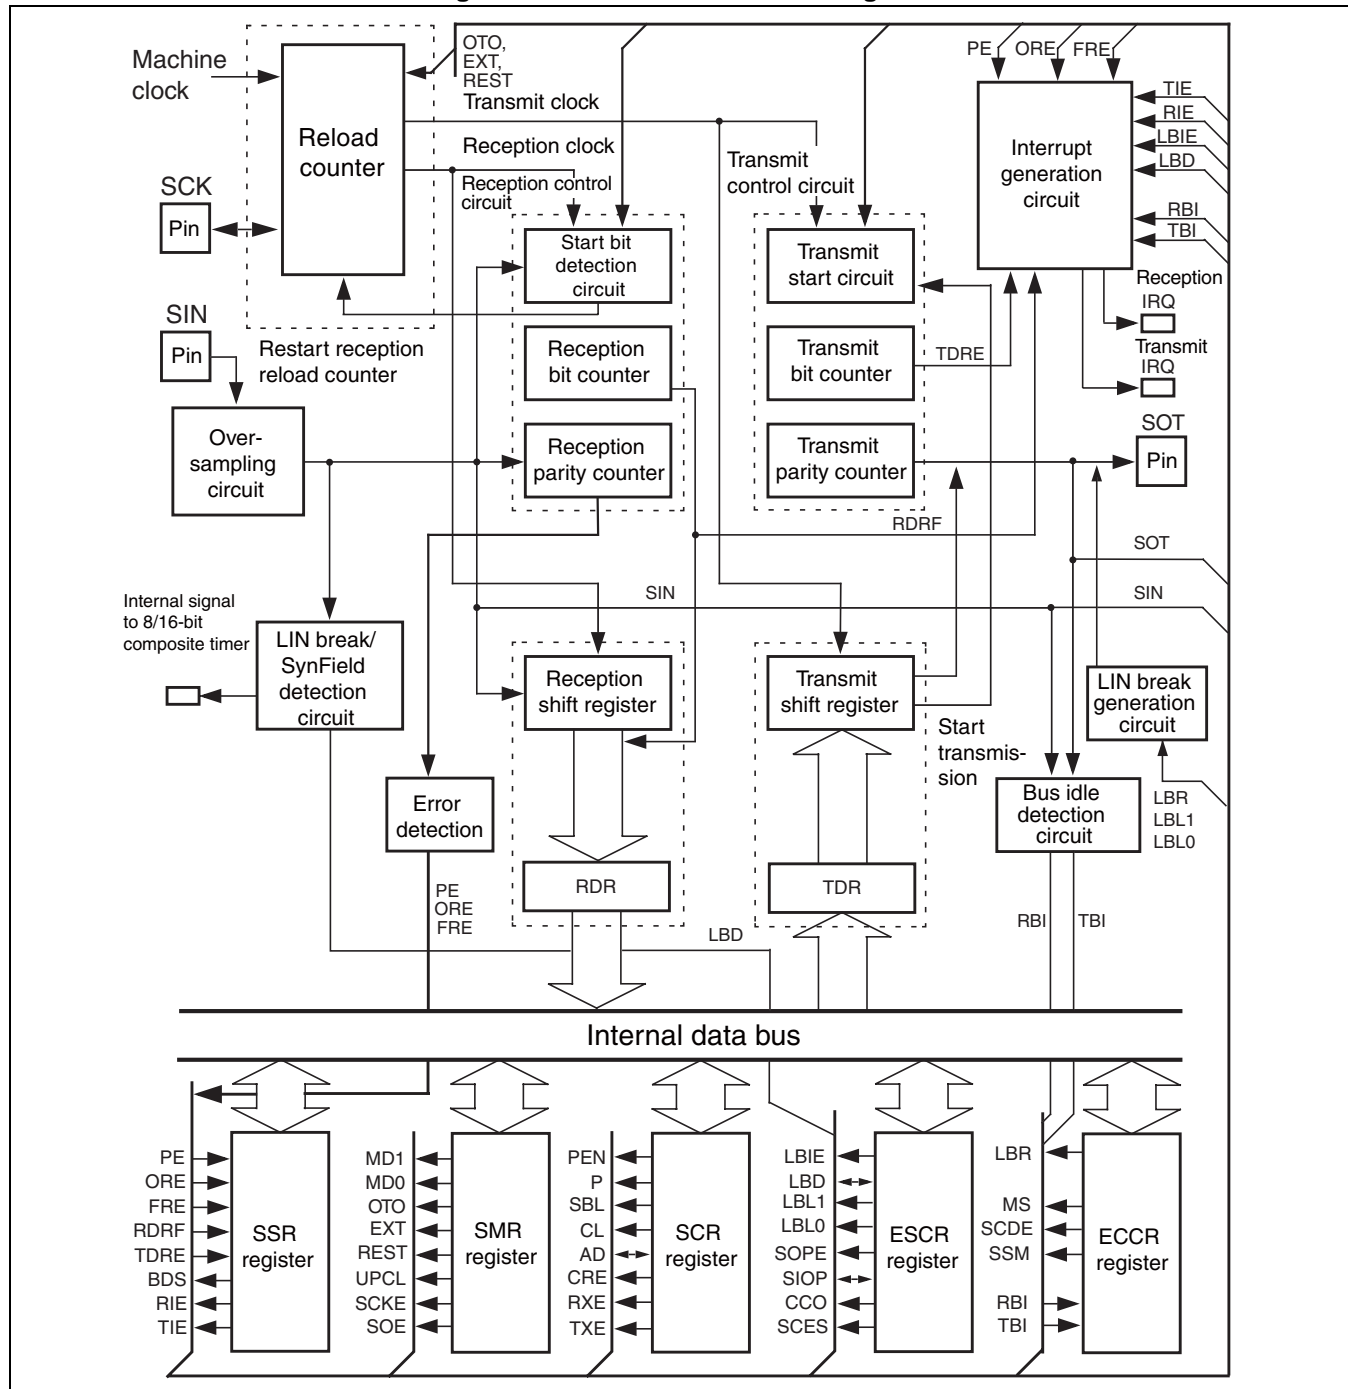 Machine
clock
OTO,
EXT,
REST
Transmit clock
Reception clock
Reload
counter
SCK
Pin
SIN
Pin
Restart reception
reload counter
Over-
sampling
circuit
Reception control
circuit
Start bit
detection
circuit
Reception
bit counter
Reception
parity counter
Transmit
control circuit
Transmit
start circuit
Transmit
bit counter
Transmit
parity counter
PE
ORE
FRE
Interrupt
generation
circuit
TIE
RIE
LBIE
LBD
RBI
TBI
Reception
IRQ
Transmit
IRQ
TDRE
RDRF
SOT
Pin
SOT
SIN
SIN
Internal signal
to 8/16-bit
composite timer
LIN break/
SynField
detection
circuit
Reception
shift register
Transmit
shift register
Start
transmis-
sion
LIN break
generation
circuit
LBR
LBL1
LBL0
Bus idle
detection
circuit
Error
detection
PE
ORE
FRE
RDR
TDR
LBD
RBI
TBI
Internal data bus
PE
ORE
FRE
RDRF
TDRE
BDS
RIE
TIE
SSR
register
MD1
MD0
OTO
EXT
REST
UPCL
SCKE
SOE
SMR
register
PEN
P
SBL
CL
AD
CRE
RXE
TXE
SCR
register
LBIE
LBD
LBL1
LBL0
SOPE
SIOP
CCO
SCES
ESCR
register
LBR
MS
SCDE
SSM
RBI
TBI
ECCR
register